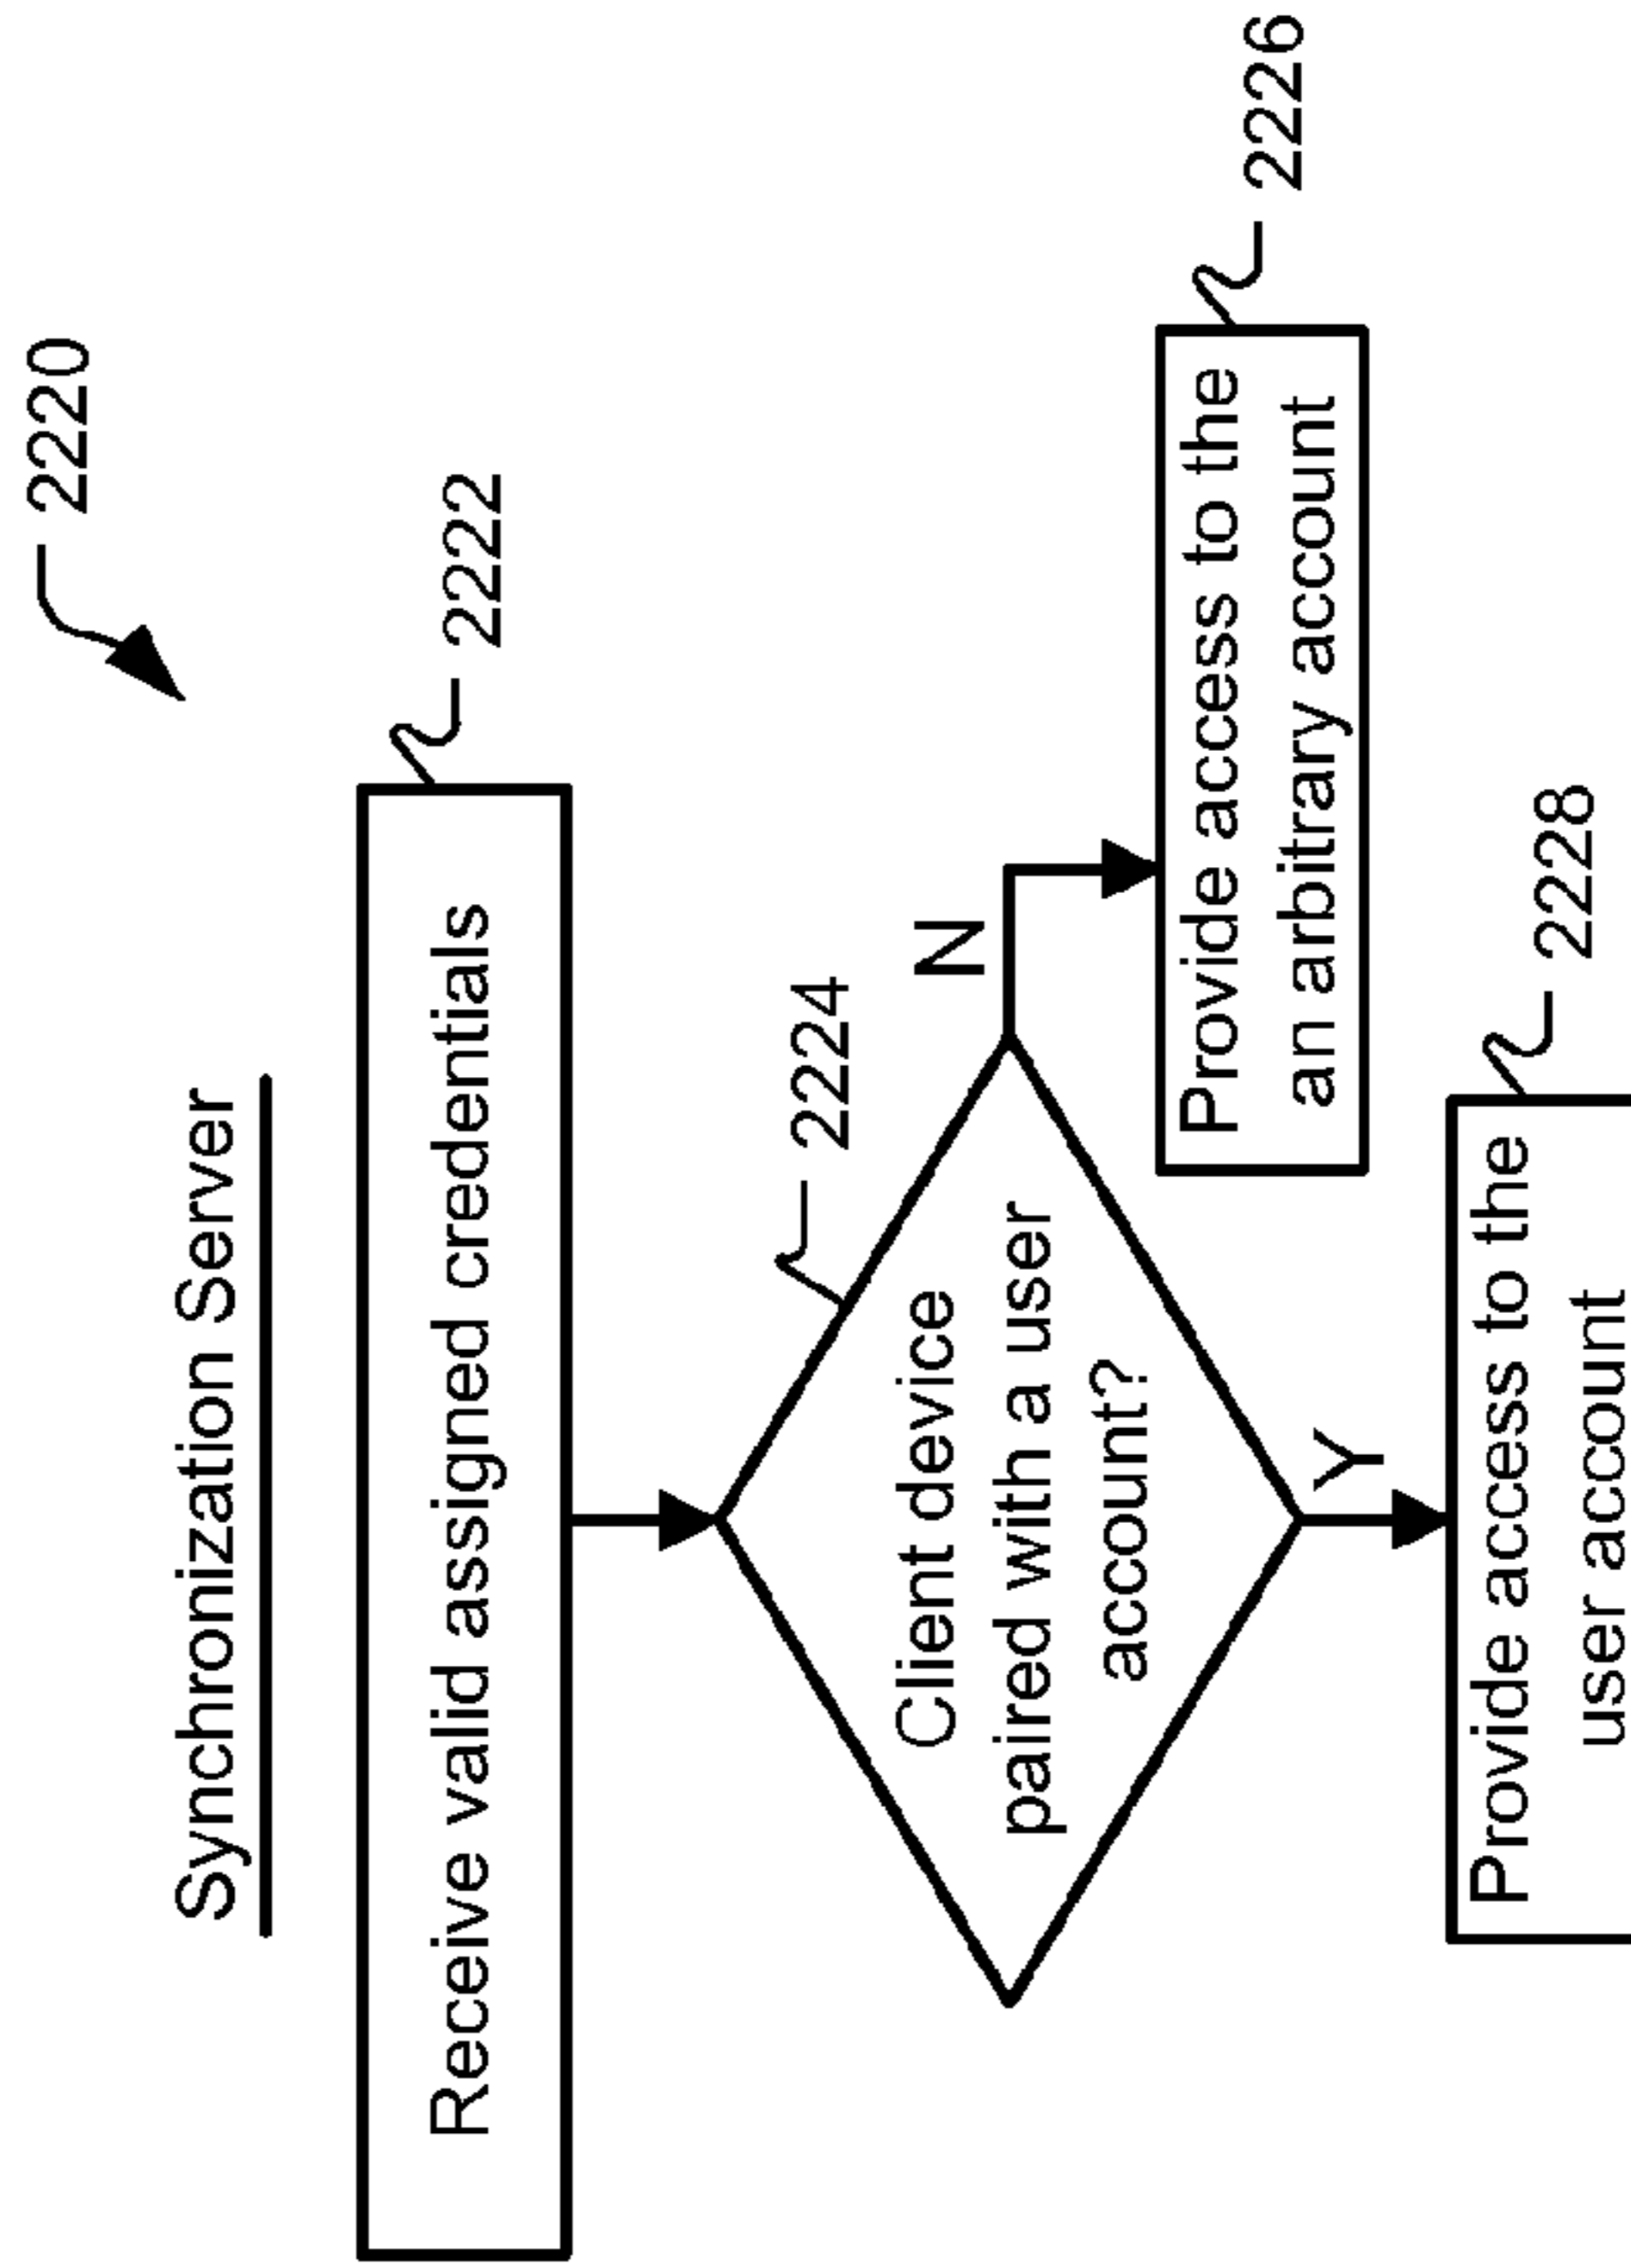 2220
Synchronization Server
2222
Receive valid assigned credentials
2224
Client device
paired with a user
account?
N
Provide access to the
an arbitrary account
2226
Y
2228
Provide access to the
user account